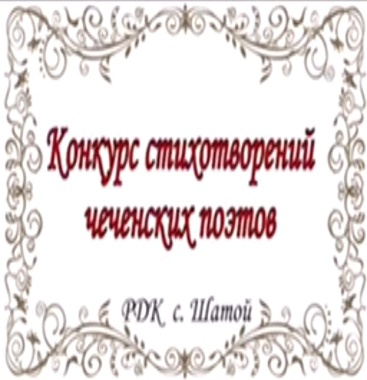 Конкурс стихотворений
чеченских поэтов
РДК с. Шатой